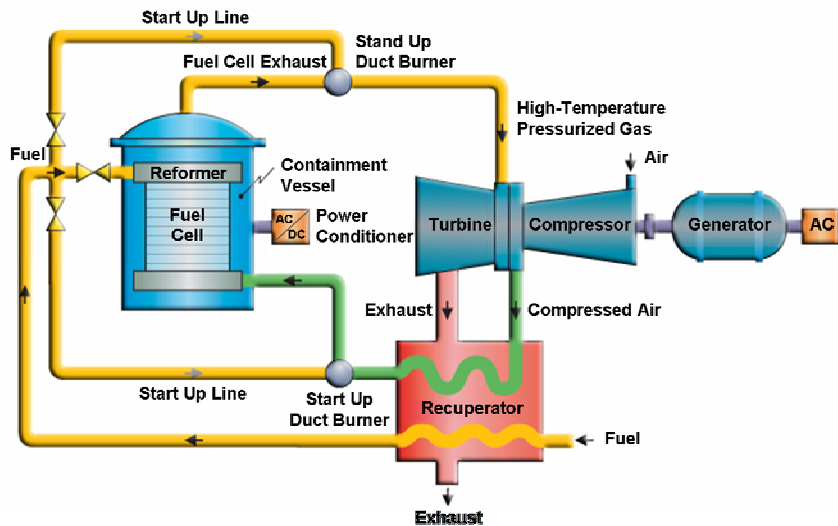 Start Up Line
Fuel Cell Exhaust
Stand Up
Duct Burner
High-Temperature
Pressurized Gas
Fuel
Reformer
Containment
Vessel
Air
Fuel
Cell
AC
DC
Power
Conditioner
Turbine
Compressor
Generator
AC
Exhaust
Compressed Air
Start Up Line
Start Up
Duct Burner
Recuperator
Fuel
Exhaust